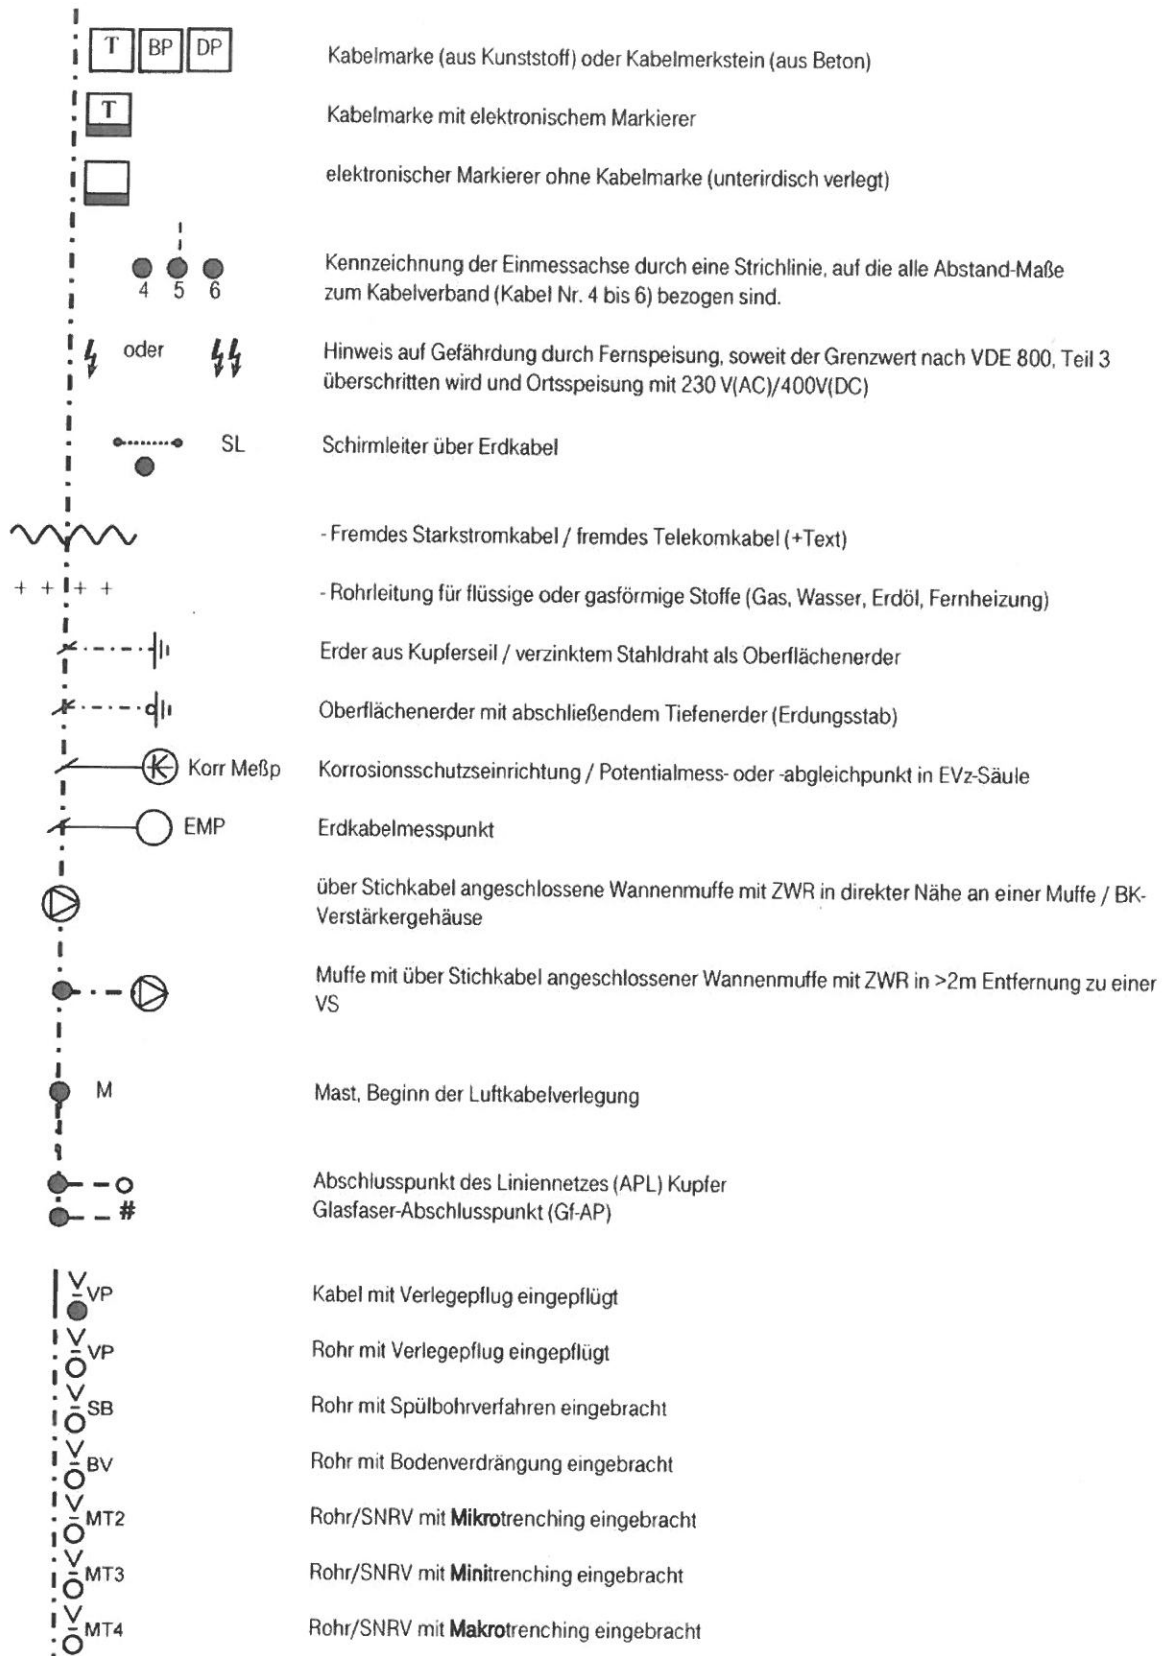 T BP DP Kabelmarke (aus Kunststoff) oder Kabelmerkstein (aus Beton)
T Kabelmarke mit elektronischem Markierer
elektronischer Markierer ohne Kabelmarke (unterirdisch verlegt)
4 5 6 Kennzeichnung der Einmessachse durch eine Strichlinie, auf die alle Abstand-Maße
zum Kabelverband (Kabel Nr. 4 bis 6) bezogen sind.
oder Hinweis auf Gefährdung durch Fernspeisung, soweit der Grenzwert nach VDE 800, Teil 3
überschritten wird und Ortsspeisung mit 230 V(AC)/400V(DC)
SL Schirmleiter über Erdkabel
- Fremdes Starkstromkabel / fremdes Telekomkabel (+Text)
+ + + + - Rohrleitung für flüssige oder gasförmige Stoffe (Gas, Wasser, Erdöl, Fernheizung)
Erder aus Kupferseil / verzinktem Stahldraht als Oberflächenerder
Oberflächenerder mit abschließendem Tiefenerder (Erdungsstab)
K Korr Meßp Korrosionsschutzseinrichtung / Potentialmess- oder -abgleichpunkt in EVz-Säule
EMP Erdkabelmesspunkt
über Stichkabel angeschlossene Wannenmuffe mit ZWR in direkter Nähe an einer Muffe / BK-
Verstärkergehäuse
Muffe mit über Stichkabel angeschlossener Wannenmuffe mit ZWR in >2m Entfernung zu einer
VS
M Mast, Beginn der Luftkabelverlegung
Abschlusspunkt des Liniennetzes (APL) Kupfer
# Glasfaser-Abschlusspunkt (Gf-AP)
VP Kabel mit Verlegepflug eingepflügt
VP Rohr mit Verlegepflug eingepflügt
SB Rohr mit Spülbohrverfahren eingebracht
BV Rohr mit Bodenverdrängung eingebracht
MT2 Rohr/SNRV mit Mikrotrenching eingebracht
MT3 Rohr/SNRV mit Minitrenching eingebracht
MT4 Rohr/SNRV mit Makrotrenching eingebracht